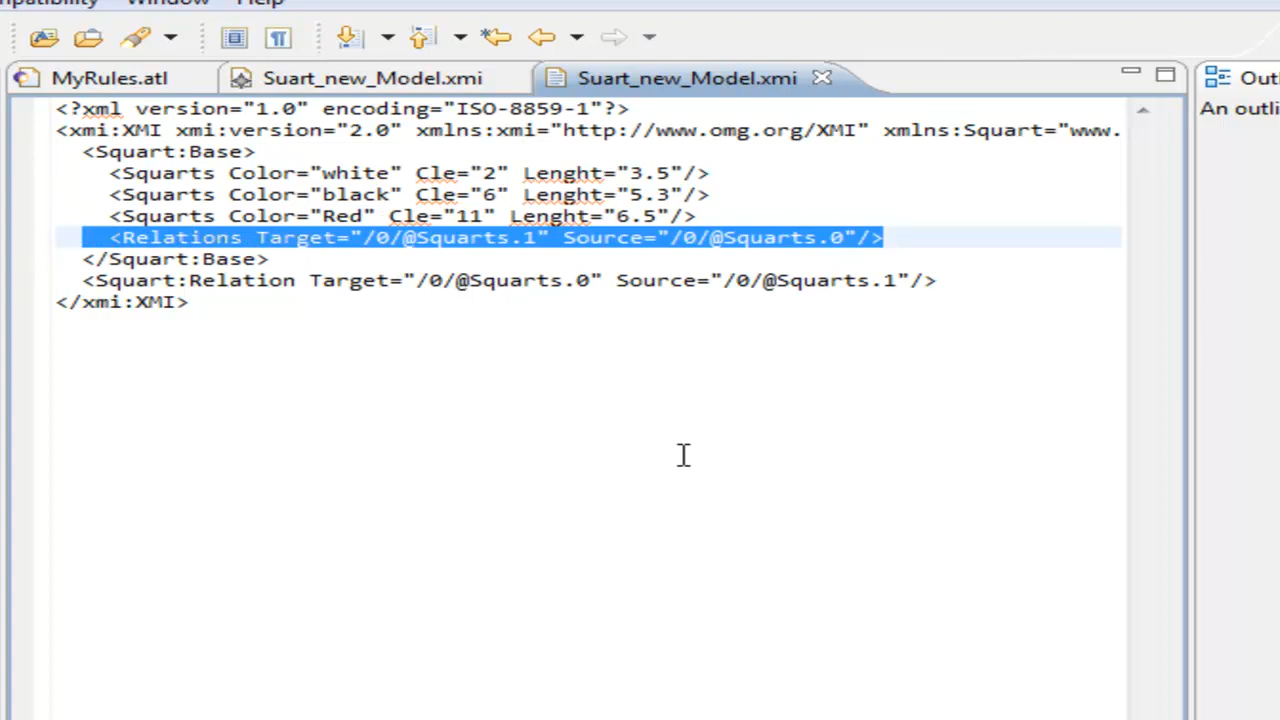 Window Help
MyRules.atl Suart_new_Model.xmi Suart_new_Model.xmi
<?xml version="1.0" encoding="ISO-8859-1"?>
<xmi:XMI xmi:version="2.0" xmlns:xmi="http://www.omg.org/XMI" xmlns:Squart="www.
<Squart:Base>
<Squarts Color="white" Cle="2" Lenght="3.5"/>
<Squarts Color="black" Cle="6" Lenght="5.3"/>
<Squarts Color="Red" Cle="11" Lenght="6.5"/>
<Relations Target="/0/@Squarts.1" Source="/0/@Squarts.0"/>
</Squart:Base>
<Squart:Relation Target="/0/@Squarts.0" Source="/0/@Squarts.1"/>
</xmi:XMI>
Outl
An outli